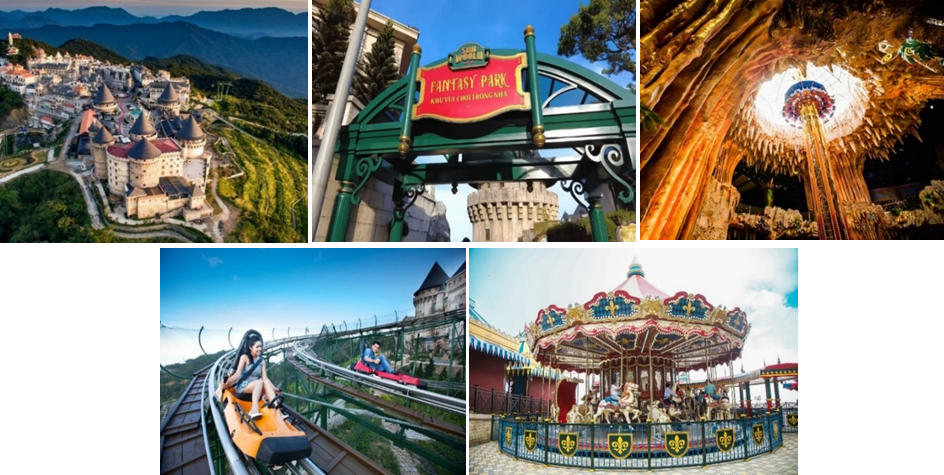 SUN
WORLD
FANTASY PARK
KHU VUI CHƠI TRONG NHÀ